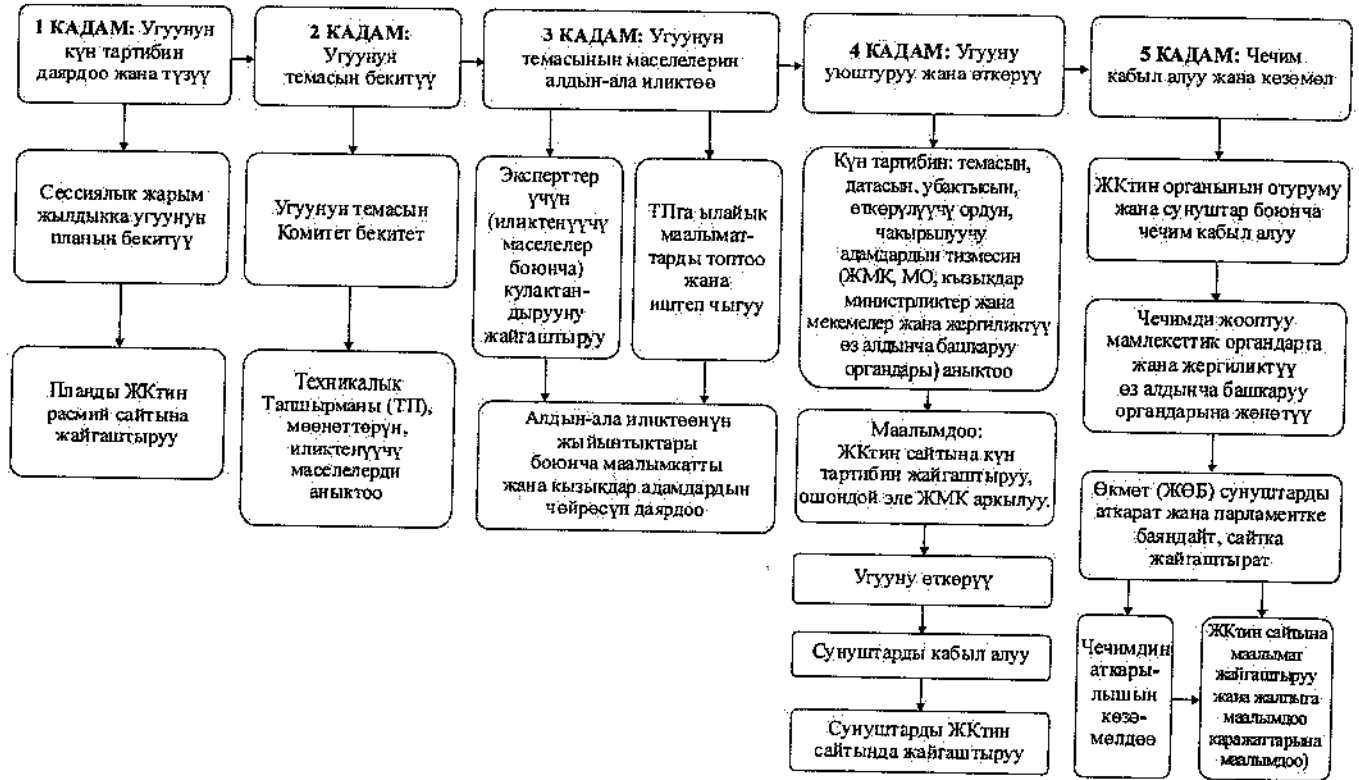 1 КАДАМ: Угуунун
күн тартибин
даярдоо жана түзүү
2 КАДАМ:
Угуунун
темасын бекитүү
3 КАДАМ: Угуунун
темасынын маселелерин
алдын-ала иликтөө
4 КАДАМ: Угууну
уюштуруу жана өткөрүү
5 КАДАМ: Чечим
кабыл алуу жана көземөл
Сессиялык жарым
жылдыкка угуунун
планын бекитүү
Планды ЖКтин
расмий сайтына
жайгаштыруу
Угуунун темасын
Комитет бекитет
Техникалык
Тапшырманы (ТП),
мөөнөттөрүн,
иликтенүүчү
маселелерди
аныктоо
Эксперттер
үчүн
(иликтенүүчү
маселелер
боюнча)
кулактан-
дырууну
жайгаштыруу
ТПга ылайык
маалымат-
тарды топтоо
жана
иштеп чыгуу
Алдын-ала иликтөөнүн
жыйынтыктары
боюнча маалымкатты
жана кызыкдар адамдардын
чөйрөсүн даярдоо
Күн тартибин: темасын,
датасын, убактысын,
өткөрүлүүчү ордун,
чакырылуучу
адамдардын тизмесин
(ЖМК, МО, кызыкдар
министрликтер жана
мекемелер жана жергиликтүү
өз алдынча башкаруу
органдары) аныктоо
Маалымдоо:
ЖКтин сайтына күн
тартибин жайгаштыруу,
ошондой эле ЖМК аркылуу.
Угууну өткөрүү
Сунуштарды кабыл алуу
Сунуштарды ЖКтин
сайтында жайгаштыруу
ЖКтин органынын отуруму
жана сунуштар боюнча
чечим кабыл алуу
Чечимди жооптуу
мамлекеттик органдарга
жана жергиликтүү
өз алдынча башкаруу
органдарына жөнөтүү
Өкмөт (ЖӨБ) сунуштарды
аткарат жана парламентке
баяндайт, сайтка
жайгаштырат
Чечимдин
аткары-
лышын
көзө-
мөлдөө
ЖКтин сайтына
маалымат
жайгаштыруу
жана жалпыга
маалымдоо
каражаттарына
маалымдоо)